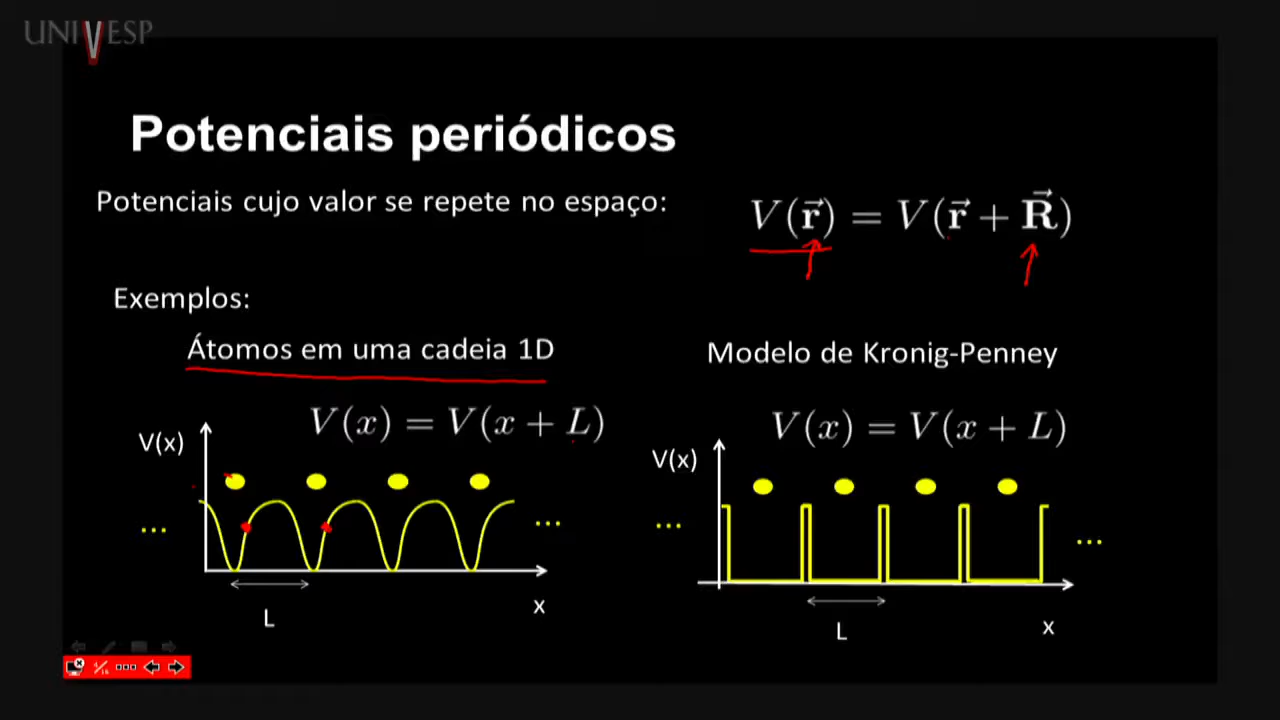 UNIVESP
Potenciais periódicos
Potenciais cujo valor se repete no espaço:
V(r⃗) = V(r⃗ + R⃗)
Exemplos:
Átomos em uma cadeia 1D
Modelo de Kronig-Penney
V(x) = V(x + L)
V(x) = V(x + L)
V(x)
V(x)
...
...
...
...
L
x
L
x